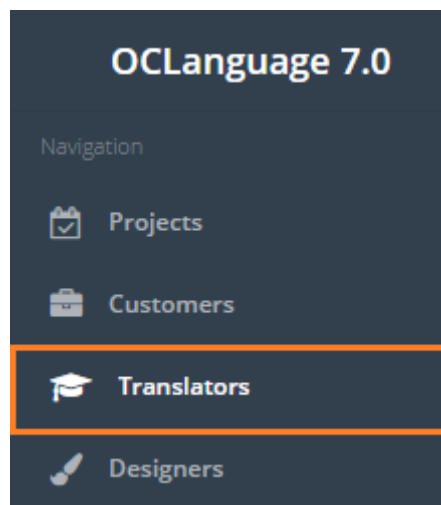 OCLanguage 7.0
Navigation
Projects
Customers
Translators
Designers